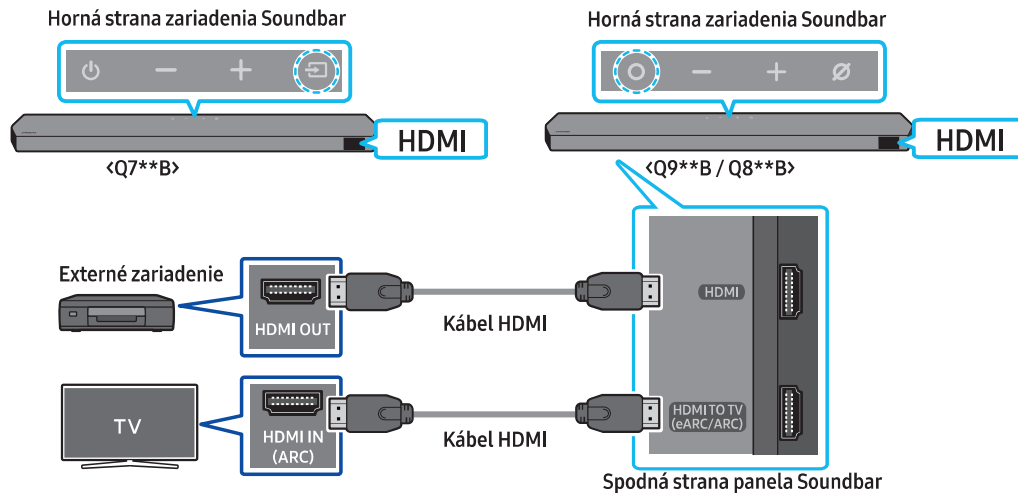 Horná strana zariadenia Soundbar
HDMI
<Q7**B>
Horná strana zariadenia Soundbar
HDMI
<Q9**B / Q8**B>
Externé zariadenie
HDMI OUT
Kábel HDMI
HDMI
TV
HDMI IN
(ARC)
Kábel HDMI
HDMI TO TV
(eARC/ARC)
Spodná strana panela Soundbar